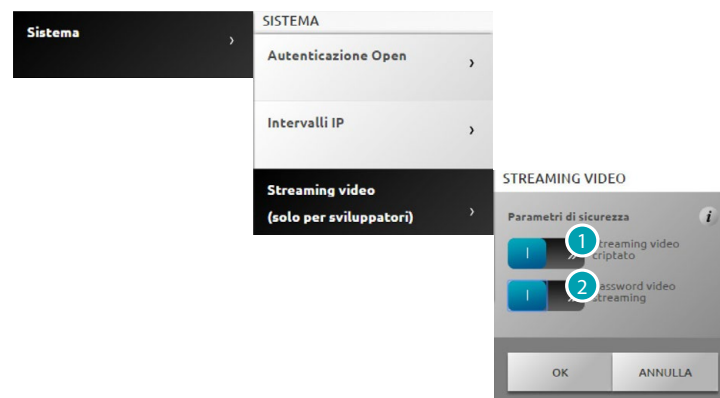 Sistema
SISTEMA
Autenticazione Open
Intervalli IP
Streaming video
(solo per sviluppatori)
STREAMING VIDEO
Parametri di sicurezza
i
1
treaming video
criptato
2
assword video
streaming
OK
ANNULLA